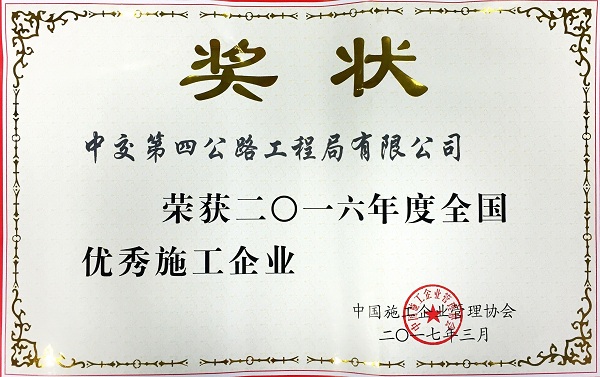 奖状
中交第四公路工程局有限公司
荣获二〇一六年度全国
优秀施工企业
中国施工企业管理协会
二〇一七年三月